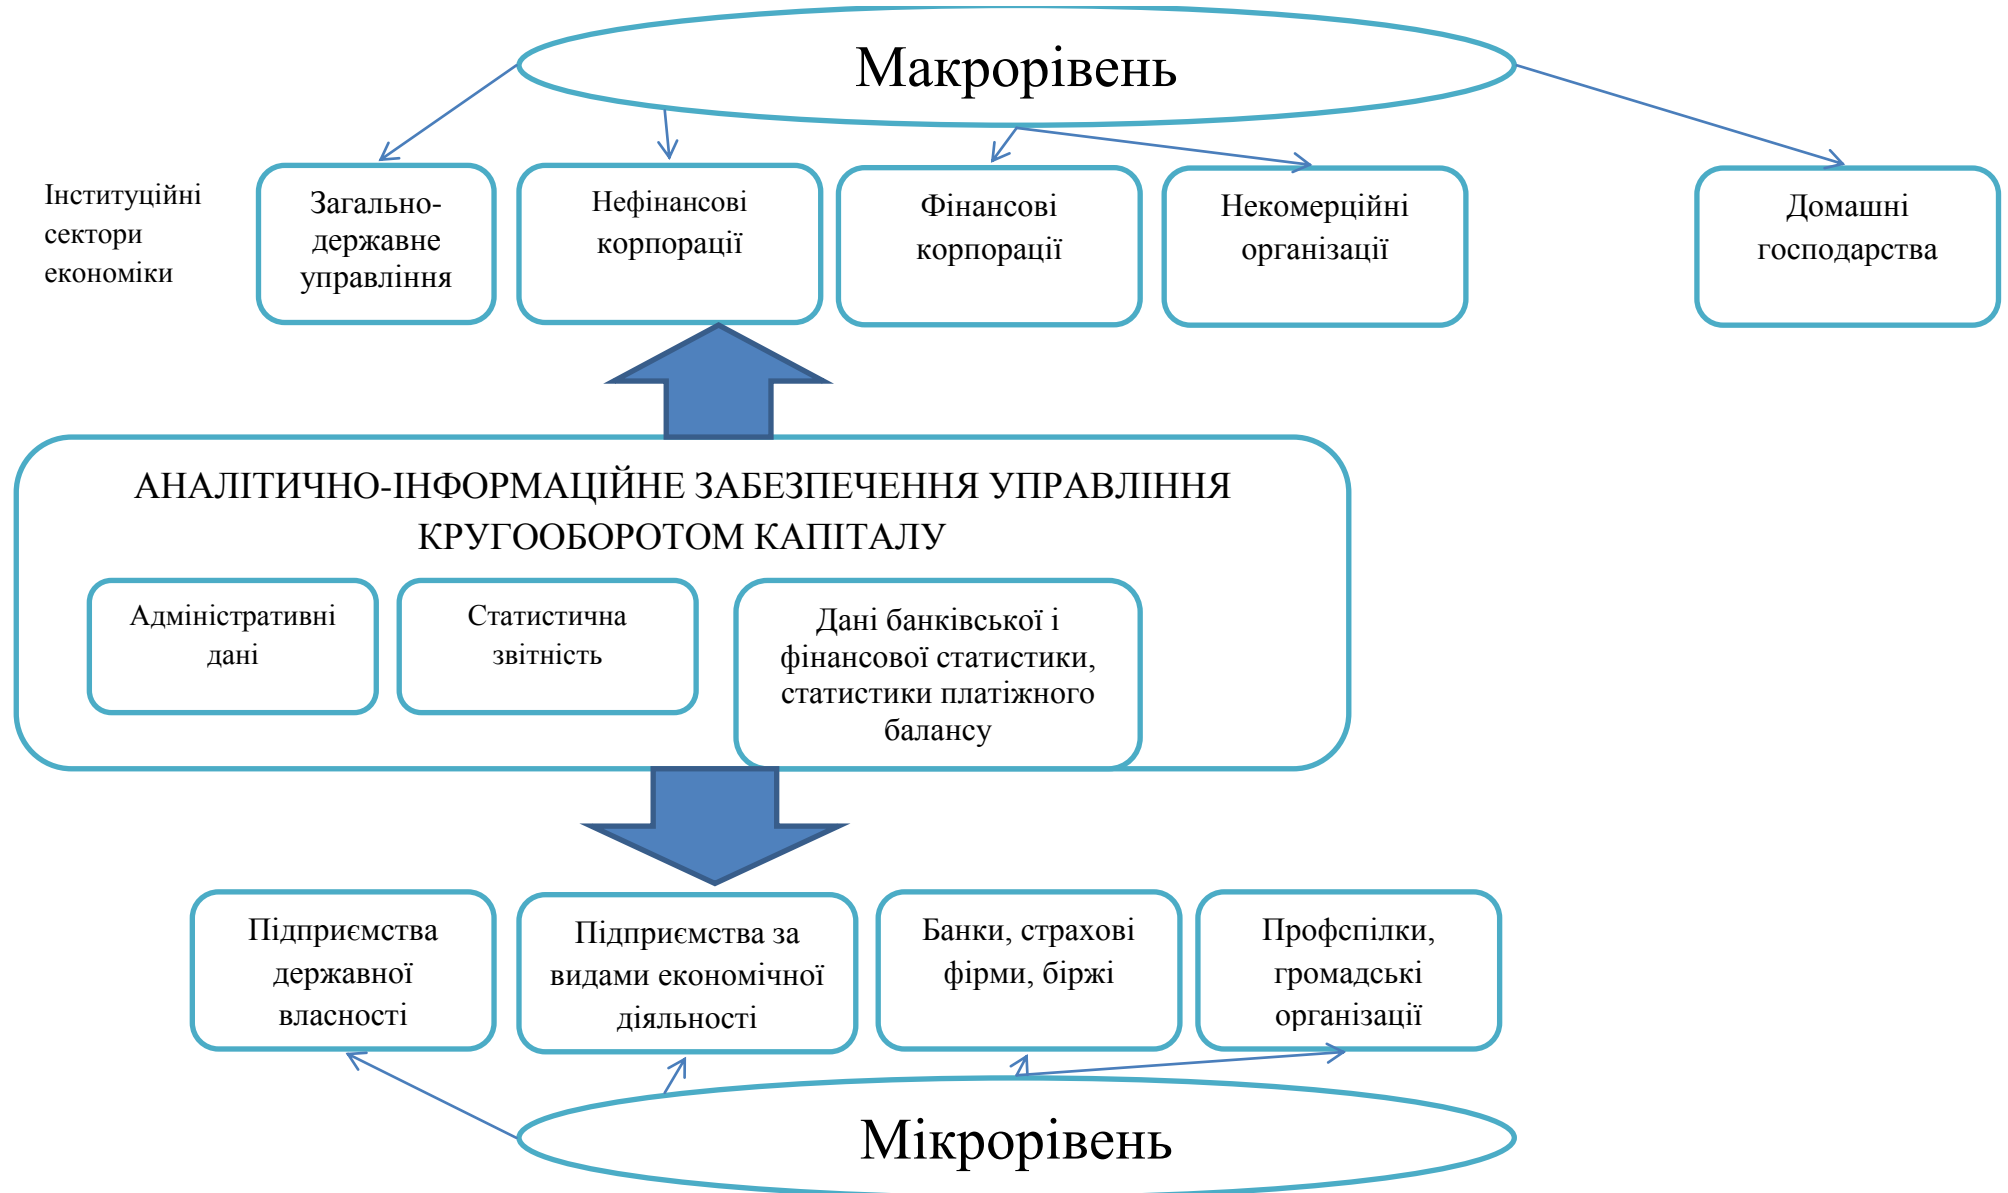 Макрорівень
Інституційні
сектори
економіки
Загально-
державне
управління
Нефінансові
корпорації
Фінансові
корпорації
Некомерційні
організації
Домашні
господарства
АНАЛІТИЧНО-ІНФОРМАЦІЙНЕ ЗАБЕЗПЕЧЕННЯ УПРАВЛІННЯ
КРУГООБОРОТОМ КАПІТАЛУ
Адміністративні
дані
Статистична
звітність
Дані банківської і
фінансової статистики,
статистики платіжного
балансу
Підприємства
державної
власності
Підприємства за
видами економічної
діяльності
Банки, страхові
фірми, біржі
Профспілки,
громадські
організації
Мікрорівень